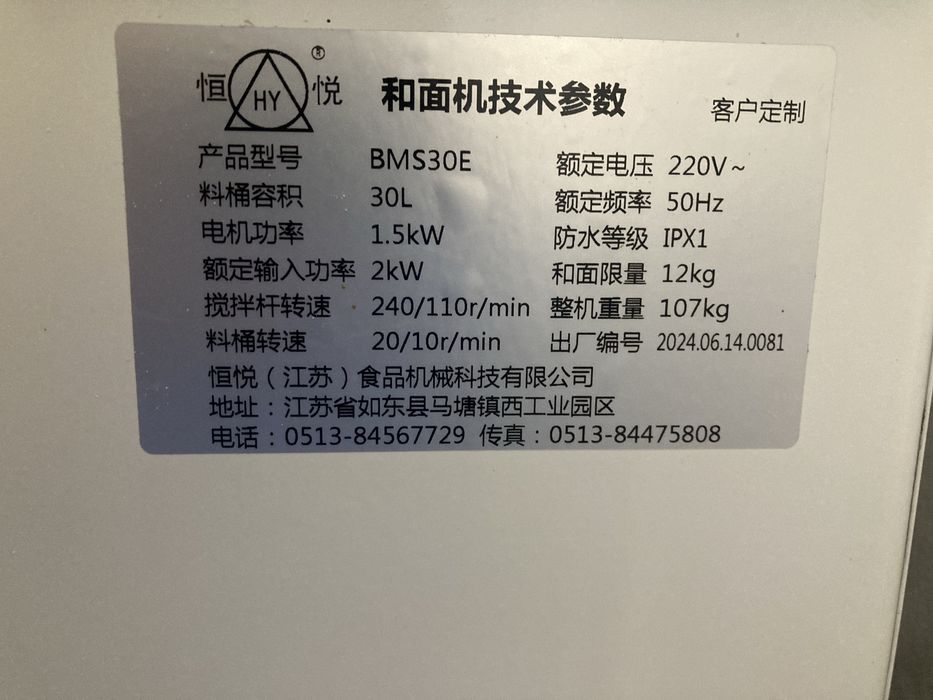 恒 HY 悦 ® 和面机技术参数 客户定制
产品型号 BMS30E 额定电压 220V~
料桶容积 30L 额定频率 50Hz
电机功率 1.5kW 防水等级 IPX1
额定输入功率 2kW 和面限量 12kg
搅拌杆转速 240/110r/min 整机重量 107kg
料桶转速 20/10r/min 出厂编号 2024.06.14.0081
恒悦（江苏）食品机械科技有限公司
地址：江苏省如东县马塘镇西工业园区
电话：0513-84567729 传真：0513-84475808